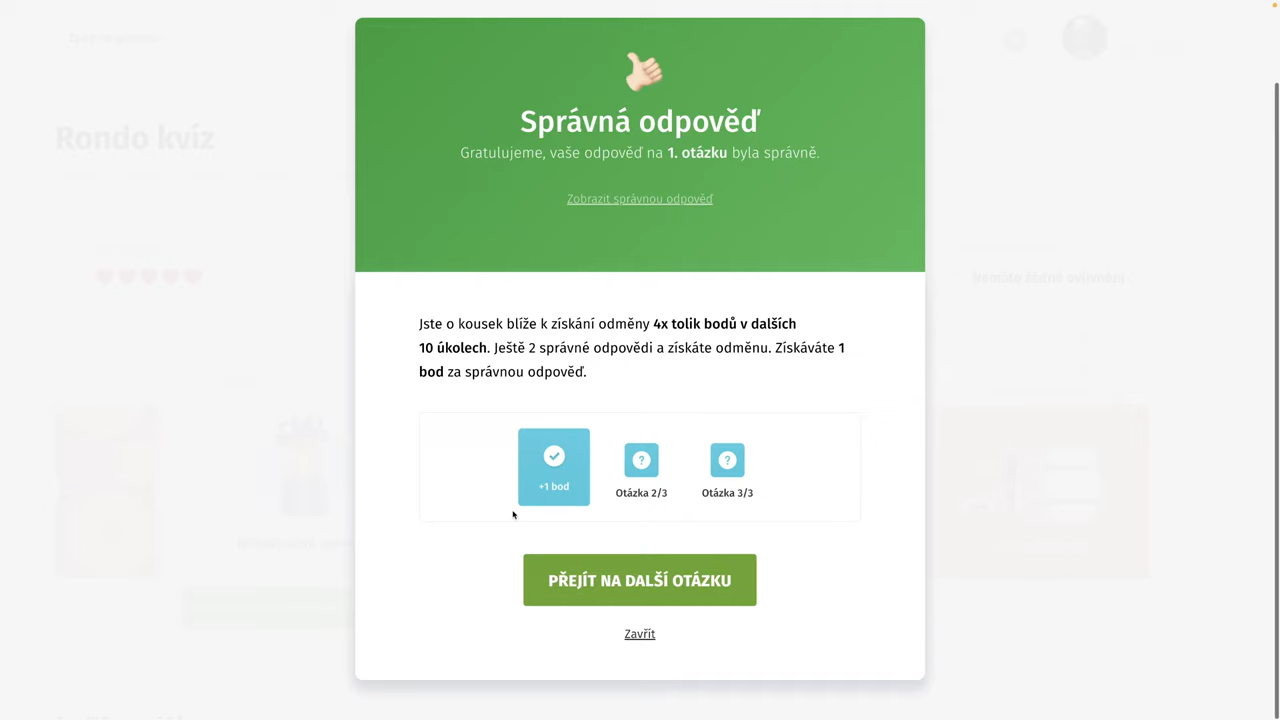 Rondo kvíz
Správná odpověď
Gratulujeme, vaše odpověď na 1. otázku byla správně.
Zobrazit správnou odpověď
Jste o kousek blíže k získání odměny 4x tolik bodů v dalších
10 úkolech. Ještě 2 správné odpovědi a získáte odměnu. Získáváte 1
bod za správnou odpověď.
+1 bod
Otázka 2/3
Otázka 3/3
PŘEJÍT NA DALŠÍ OTÁZKU
Zavřít